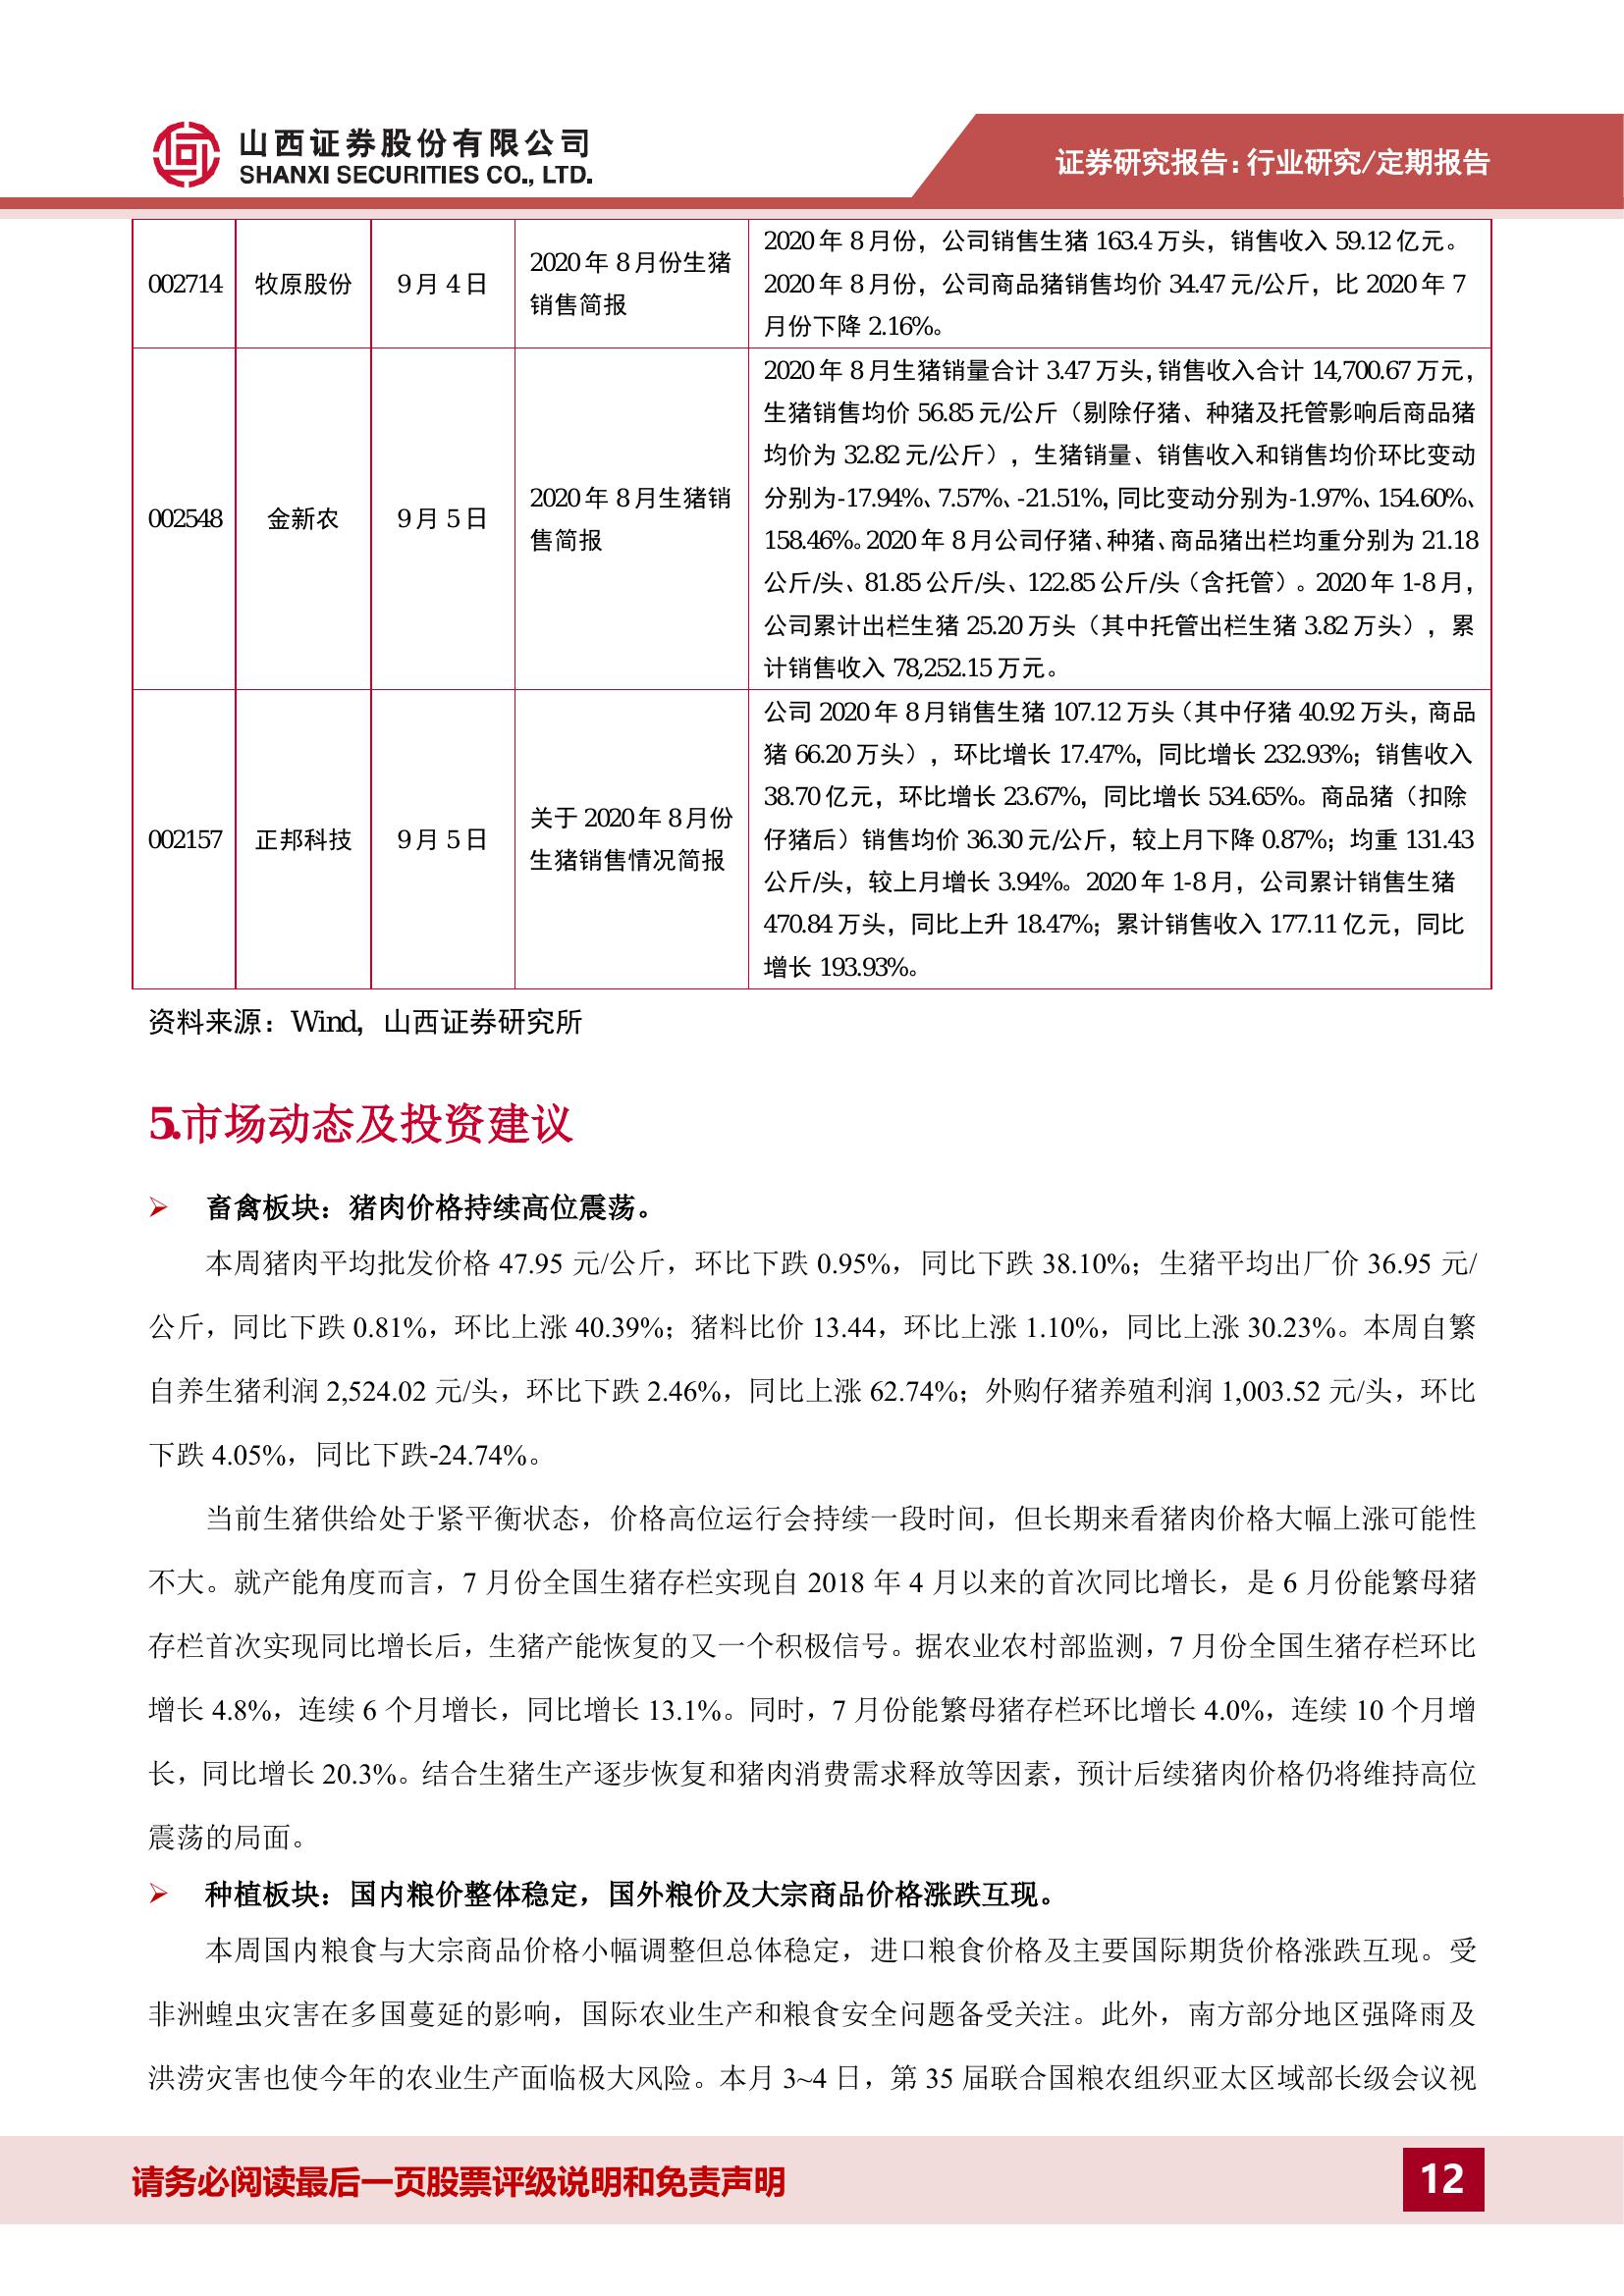 山西证券股份有限公司
SHANXI SECURITIES CO., LTD.
证券研究报告:行业研究/定期报告
002714
牧原股份
9月4日
2020年8月份生猪
销售简报
2020年8月份，公司销售生猪163.4万头，销售收入59.12亿元。
2020年8月份，公司商品猪销售均价34.47元/公斤，比2020年7
月份下降2.16%。
002548
金新农
9月5日
2020年8月生猪销
售简报
2020年8月生猪销量合计3.47万头，销售收入合计14,700.67万元，
生猪销售均价56.85元/公斤（剔除仔猪、种猪及托管影响后商品猪
均价为32.82元/公斤），生猪销量、销售收入和销售均价环比变动
分别为-17.94%、7.57%、-21.51%，同比变动分别为-1.97%、154.60%、
158.46%。2020年8月公司仔猪、种猪、商品猪出栏均重分别为21.18
公斤/头、81.85公斤/头、122.85公斤/头（含托管）。2020年1-8月，
公司累计出栏生猪25.20万头（其中托管出栏生猪3.82万头），累
计销售收入78,252.15万元。
002157
正邦科技
9月5日
关于2020年8月份
生猪销售情况简报
公司2020年8月销售生猪107.12万头（其中仔猪40.92万头，商品
猪66.20万头），环比增长17.47%，同比增长232.93%；销售收入
38.70亿元，环比增长23.67%，同比增长534.65%。商品猪（扣除
仔猪后）销售均价36.30元/公斤，较上月下降0.87%；均重131.43
公斤/头，较上月增长3.94%。2020年1-8月，公司累计销售生猪
470.84万头，同比上升18.47%；累计销售收入177.11亿元，同比
增长193.93%。
资料来源：Wind，山西证券研究所
5.市场动态及投资建议
➢ 畜禽板块：猪肉价格持续高位震荡。
本周猪肉平均批发价格 47.95 元/公斤，环比下跌 0.95%，同比下跌 38.10%；生猪平均出厂价 36.95 元/
公斤，同比下跌 0.81%，环比上涨 40.39%；猪料比价 13.44，环比上涨 1.10%，同比上涨 30.23%。本周自繁
自养生猪利润 2,524.02 元/头，环比下跌 2.46%，同比上涨 62.74%；外购仔猪养殖利润 1,003.52 元/头，环比
下跌 4.05%，同比下跌-24.74%。
当前生猪供给处于紧平衡状态，价格高位运行会持续一段时间，但长期来看猪肉价格大幅上涨可能性
不大。就产能角度而言，7 月份全国生猪存栏实现自 2018 年 4 月以来的首次同比增长，是 6 月份能繁母猪
存栏首次实现同比增长后，生猪产能恢复的又一个积极信号。据农业农村部监测，7 月份全国生猪存栏环比
增长 4.8%，连续 6 个月增长，同比增长 13.1%。同时，7 月份能繁母猪存栏环比增长 4.0%，连续 10 个月增
长，同比增长 20.3%。结合生猪生产逐步恢复和猪肉消费需求释放等因素，预计后续猪肉价格仍将维持高位
震荡的局面。
➢ 种植板块：国内粮价整体稳定，国外粮价及大宗商品价格涨跌互现。
本周国内粮食与大宗商品价格小幅调整但总体稳定，进口粮食价格及主要国际期货价格涨跌互现。受
非洲蝗虫灾害在多国蔓延的影响，国际农业生产和粮食安全问题备受关注。此外，南方部分地区强降雨及
洪涝灾害也使今年的农业生产面临极大风险。本月 3~4 日，第 35 届联合国粮农组织亚太区域部长级会议视
请务必阅读最后一页股票评级说明和免责声明
12